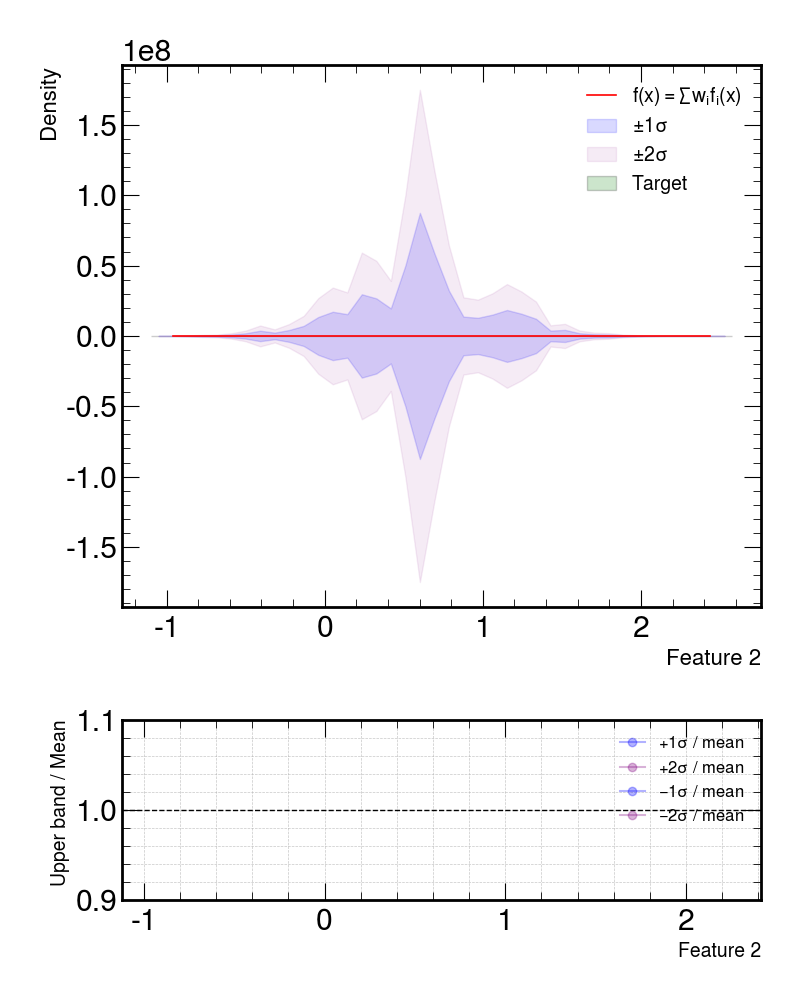 1e8
Density
f(x) = ∑wᵢfᵢ(x)
±1σ
±2σ
Target
1.5
1.0
0.5
0.0
-0.5
-1.0
-1.5
-1 0 1 2
Feature 2
Upper band / Mean
1.1
1.0
0.9
+1σ / mean
+2σ / mean
−1σ / mean
−2σ / mean
-1 0 1 2
Feature 2